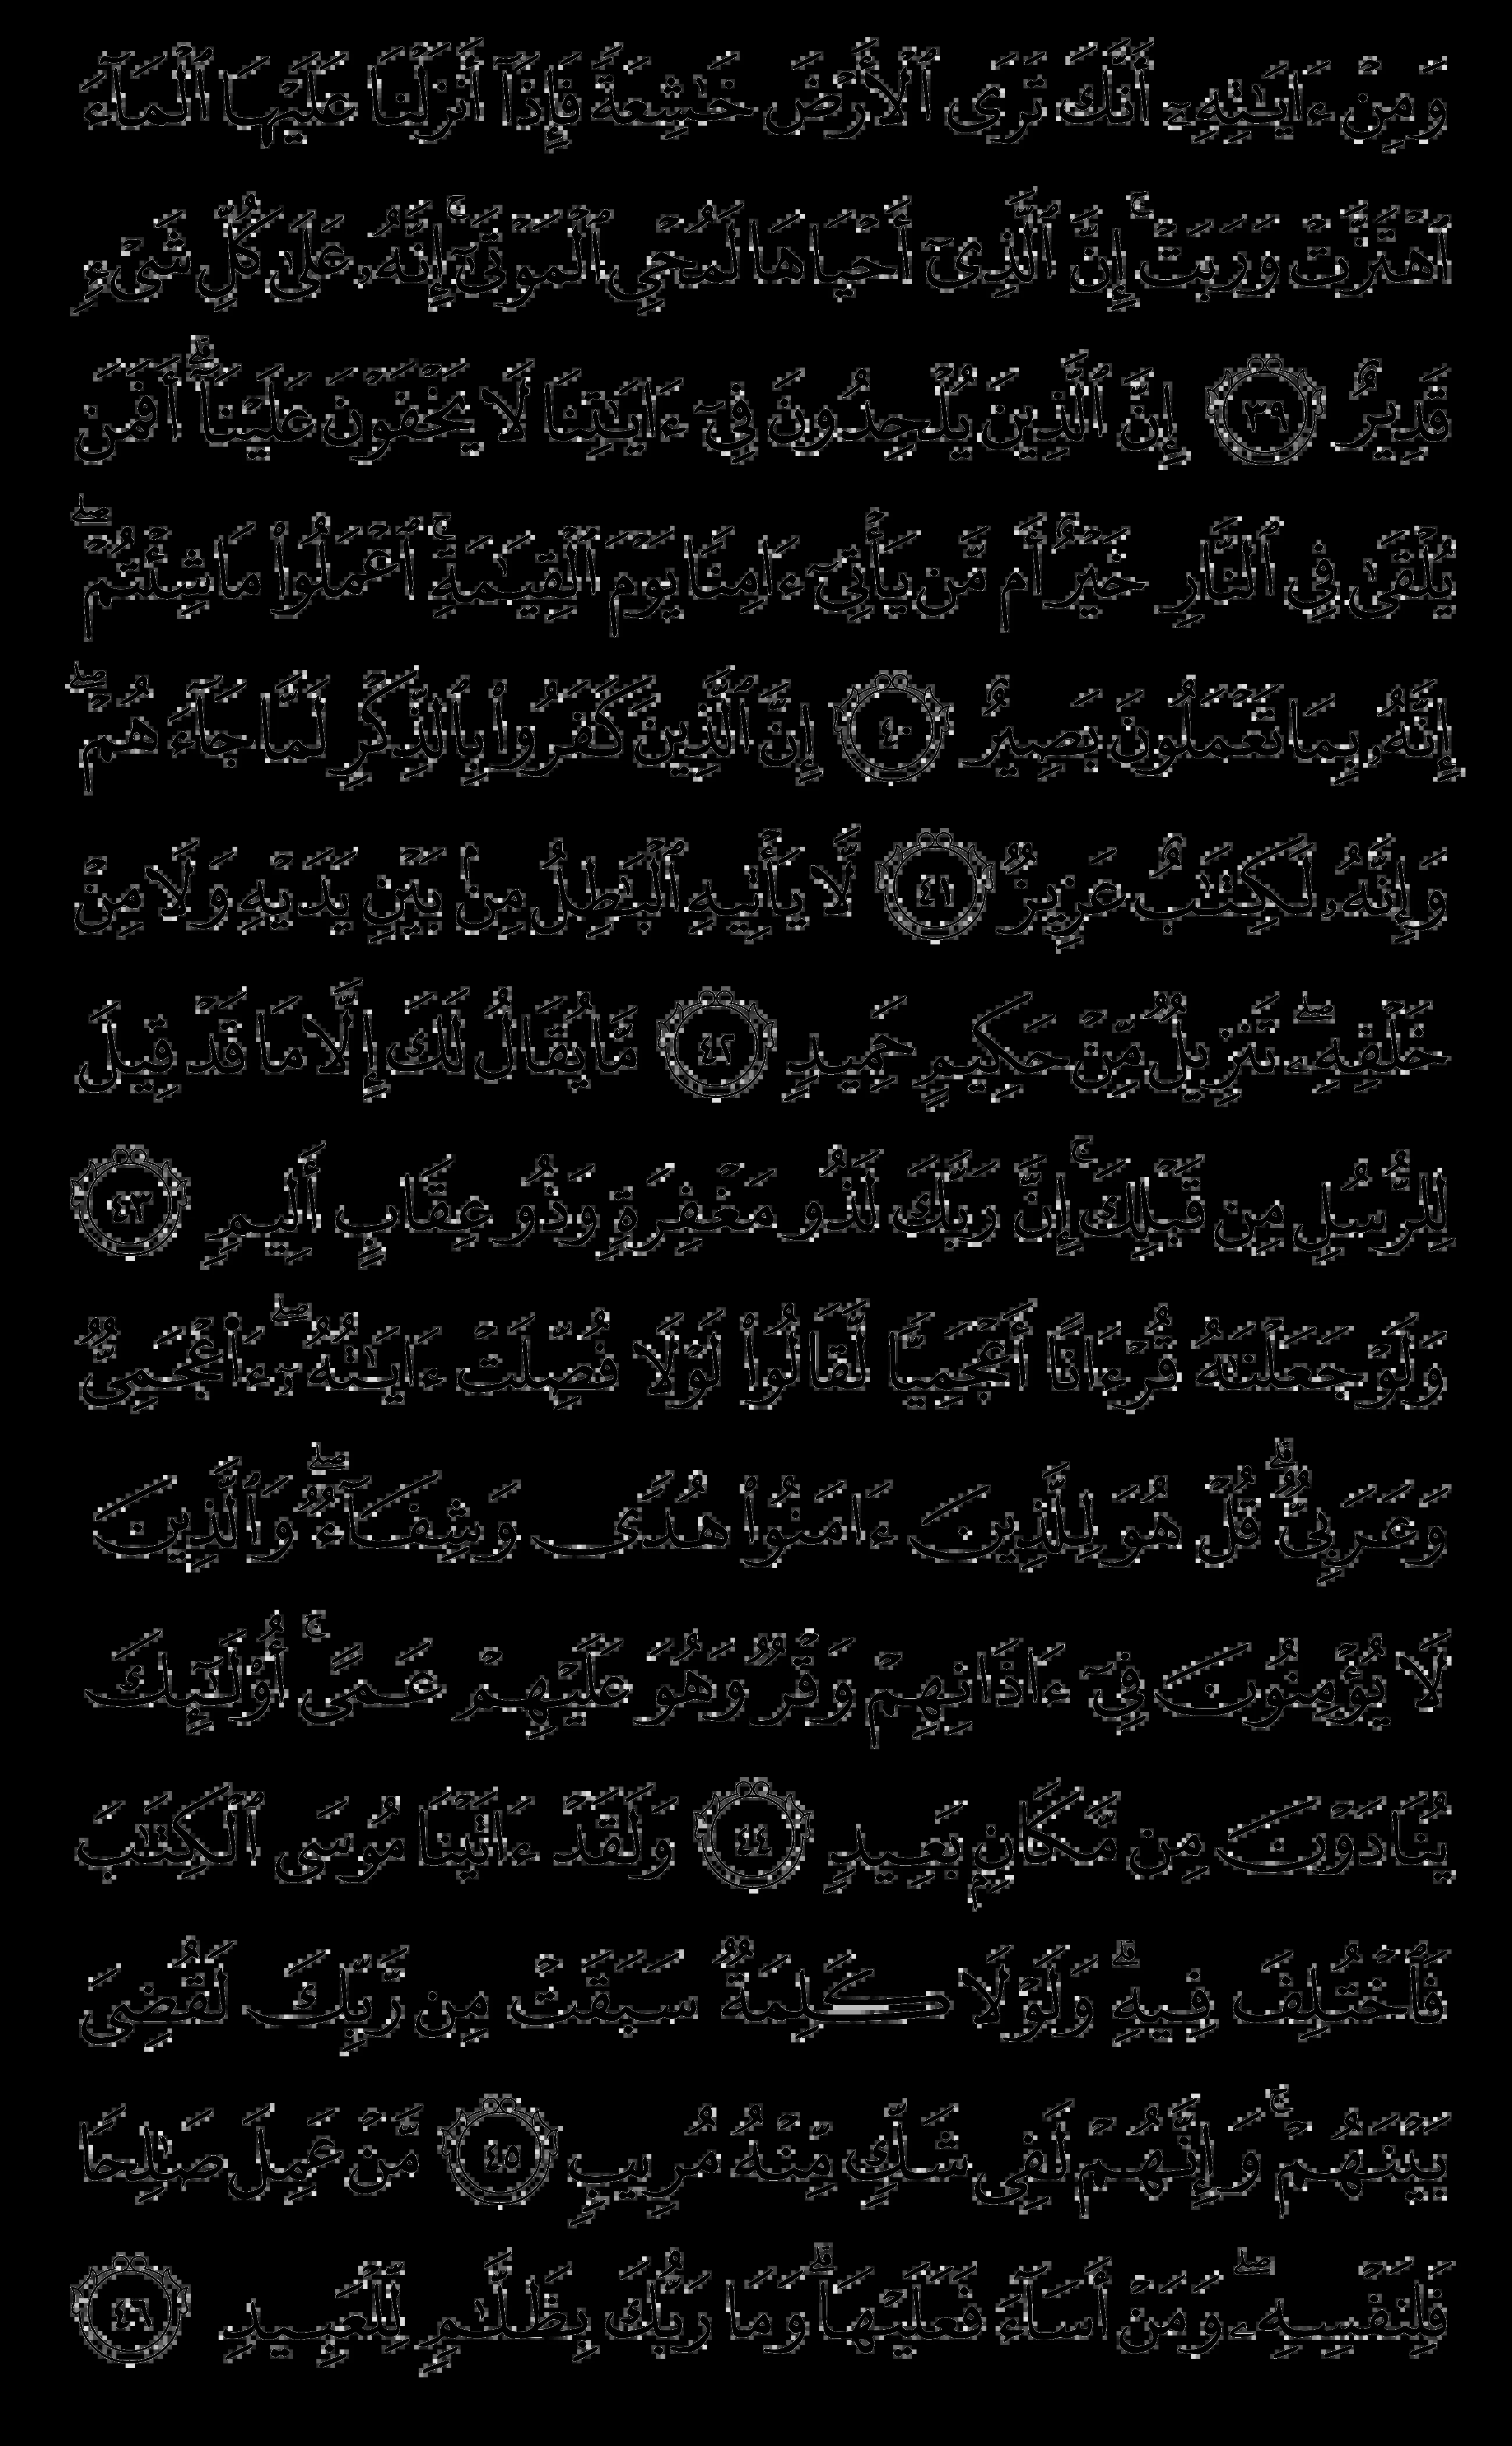 وَمِنْ ءَايَـٰتِهِۦٓ أَنَّكَ تَرَى ٱلْأَرْضَ خَـٰشِعَةً فَإِذَآ أَنزَلْنَا عَلَيْهَا ٱلْمَآءَ
ٱهْتَزَّتْ وَرَبَتْ ۚ إِنَّ ٱلَّذِىٓ أَحْيَاهَا لَمُحْىِ ٱلْمَوْتَىٰٓ ۚ إِنَّهُۥ عَلَىٰ كُلِّ شَىْءٍ
قَدِيرٌ ٣٩ إِنَّ ٱلَّذِينَ يُلْحِدُونَ فِىٓ ءَايَـٰتِنَا لَا يَخْفَوْنَ عَلَيْنَآ ۗ أَفَمَن
يُلْقَىٰ فِى ٱلنَّارِ خَيْرٌ أَم مَّن يَأْتِىٓ ءَامِنًا يَوْمَ ٱلْقِيَـٰمَةِ ۚ ٱعْمَلُوا۟ مَا شِئْتُمْ ۖ
إِنَّهُۥ بِمَا تَعْمَلُونَ بَصِيرٌ ٤٠ إِنَّ ٱلَّذِينَ كَفَرُوا۟ بِٱلذِّكْرِ لَمَّا جَآءَهُمْ ۖ
وَإِنَّهُۥ لَكِتَـٰبٌ عَزِيزٌ ٤١ لَّا يَأْتِيهِ ٱلْبَـٰطِلُ مِنۢ بَيْنِ يَدَيْهِ وَلَا مِنْ
خَلْفِهِۦ ۖ تَنزِيلٌ مِّنْ حَكِيمٍ حَمِيدٍ ٤٢ مَّا يُقَالُ لَكَ إِلَّا مَا قَدْ قِيلَ
لِلرُّسُلِ مِن قَبْلِكَ ۚ إِنَّ رَبَّكَ لَذُو مَغْفِرَةٍ وَذُو عِقَابٍ أَلِيمٍ ٤٣
وَلَوْ جَعَلْنَـٰهُ قُرْءَانًا أَعْجَمِيًّا لَّقَالُوا۟ لَوْلَا فُصِّلَتْ ءَايَـٰتُهُۥٓ ۖ ءَا۬عْجَمِىٌّ
وَعَرَبِىٌّ ۗ قُلْ هُوَ لِلَّذِينَ ءَامَنُوا۟ هُدًى وَشِفَآءٌ ۖ وَٱلَّذِينَ
لَا يُؤْمِنُونَ فِىٓ ءَاذَانِهِمْ وَقْرٌ وَهُوَ عَلَيْهِمْ عَمًى ۚ أُو۟لَـٰٓئِكَ
يُنَادَوْنَ مِن مَّكَانٍۭ بَعِيدٍ ٤٤ وَلَقَدْ ءَاتَيْنَا مُوسَى ٱلْكِتَـٰبَ
فَٱخْتُلِفَ فِيهِ ۗ وَلَوْلَا كَلِمَةٌ سَبَقَتْ مِن رَّبِّكَ لَقُضِىَ
بَيْنَهُمْ ۚ وَإِنَّهُمْ لَفِى شَكٍّ مِّنْهُ مُرِيبٍ ٤٥ مَّنْ عَمِلَ صَـٰلِحًا
فَلِنَفْسِهِۦ ۖ وَمَنْ أَسَآءَ فَعَلَيْهَا ۗ وَمَا رَبُّكَ بِظَلَّـٰمٍ لِّلْعَبِيدِ ٤٦